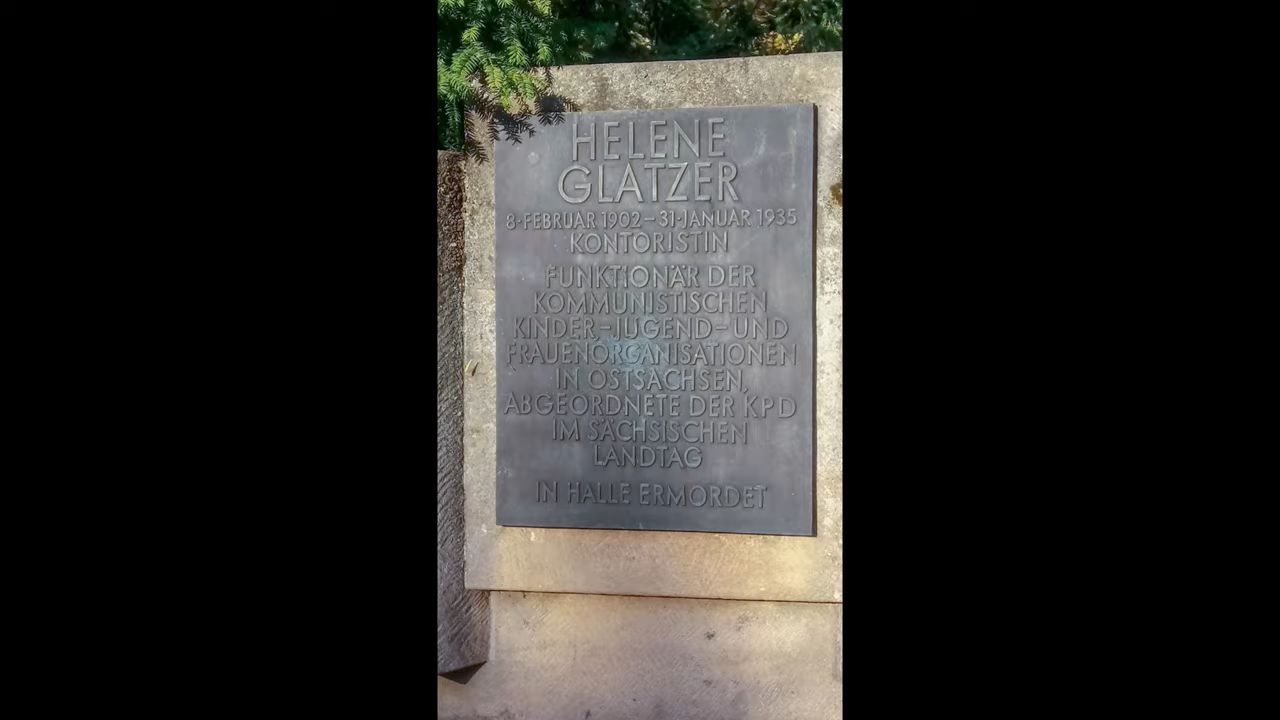 HELENE
GLATZER
8·FEBRUAR 1902–31·JANUAR 1935
KONTORISTIN
FUNKTIONÄR DER
KOMMUNISTISCHEN
KINDER-JUGEND-UND
FRAUENORGANISATIONEN
IN OSTSACHSEN,
ABGEORDNETE DER KPD
IM SÄCHSISCHEN
LANDTAG
IN HALLE ERMORDET